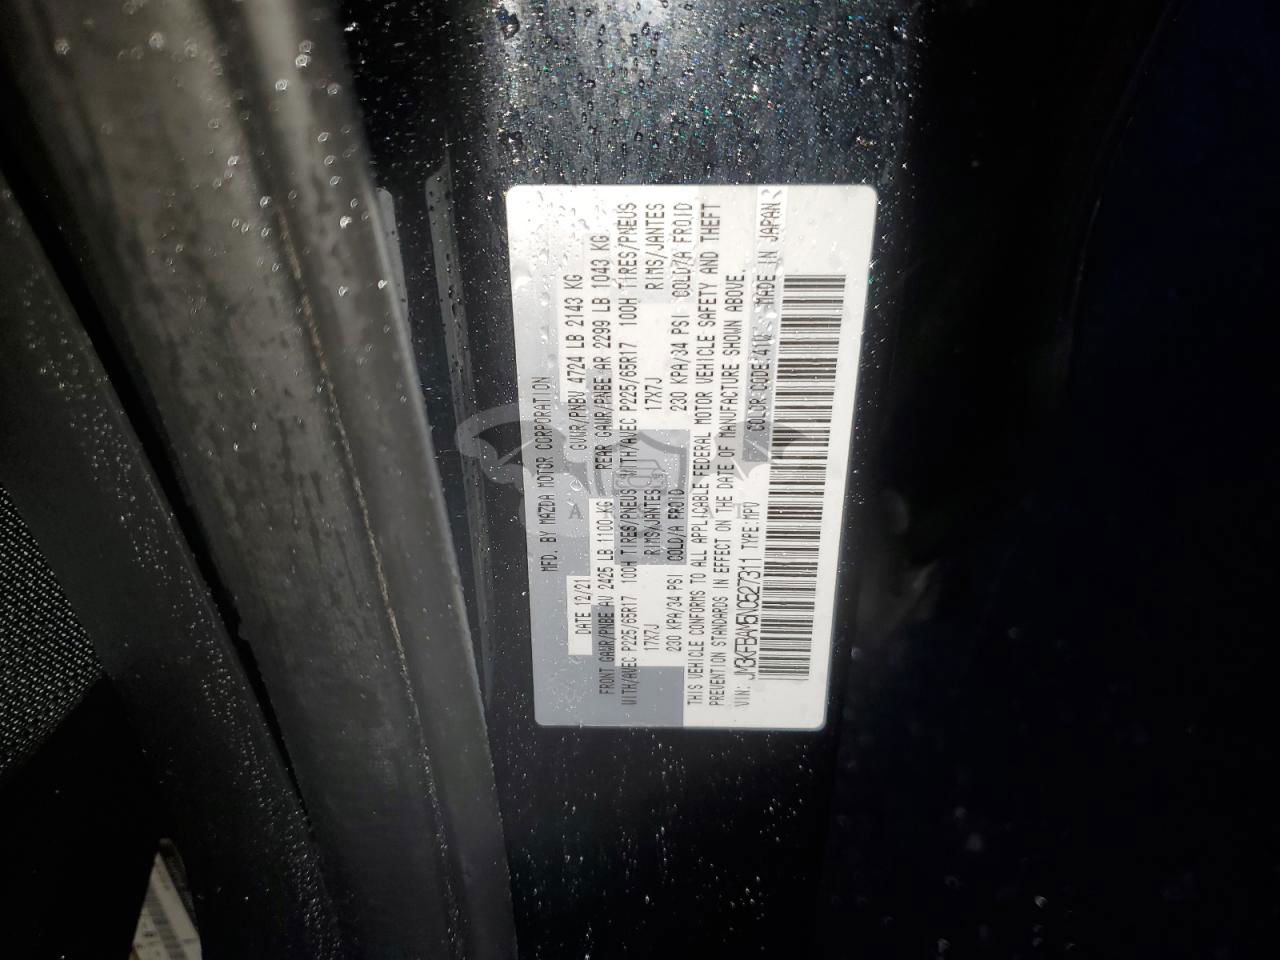 MFD. BY MAZDA MOTOR CORPORATION
DATE 12/21 GVWR/PNBV 4724 LB 2143 KG
FRONT GAWR/PNBE AV 2425 LB 1100 KG REAR GAWR/PNBE AR 2299 LB 1043 KG
WITH/AVEC P225/65R17 100H TIRES/PNEUS WITH/AVEC P225/65R17 100H TIRES/PNEUS
17X7J RIMS/JANTES 17X7J RIMS/JANTES
230 KPA/34 PSI COLD/A FROID 230 KPA/34 PSI COLD/A FROID
THIS VEHICLE CONFORMS TO ALL APPLICABLE FEDERAL MOTOR VEHICLE SAFETY AND THEFT
PREVENTION STANDARDS IN EFFECT ON THE DATE OF MANUFACTURE SHOWN ABOVE.
VIN: JM3KFBAM5N0527311 TYPE:MPV COLOR CODE:41W MADE IN JAPAN